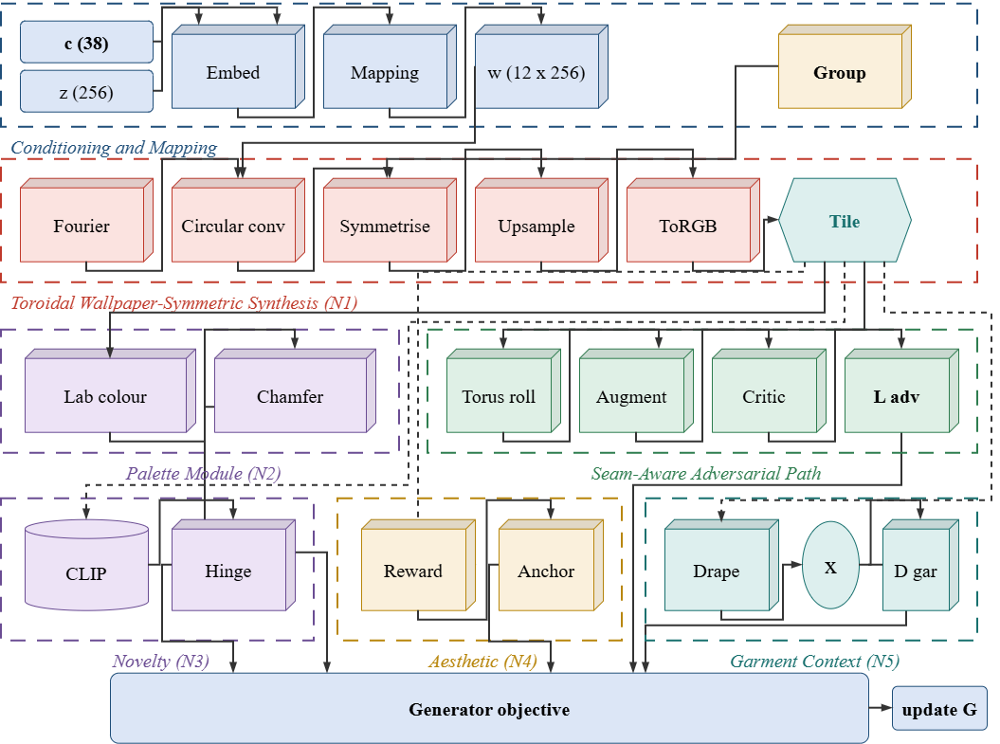 c (38)
z (256)
Embed
Mapping
w (12 x 256)
Group
Conditioning and Mapping
Fourier
Circular conv
Symmetrise
Upsample
ToRGB
Tile
Toroidal Wallpaper-Symmetric Synthesis (N1)
Lab colour
Chamfer
Torus roll
Augment
Critic
L adv
Palette Module (N2)
Seam-Aware Adversarial Path
CLIP
Hinge
Reward
Anchor
Drape
X
D gar
Novelty (N3)
Aesthetic (N4)
Garment Context (N5)
Generator objective
update G